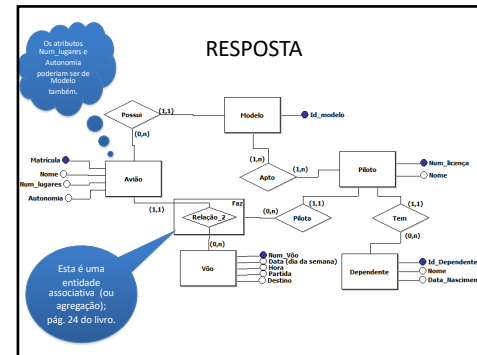 RESPOSTA
Os atributos
Num_lugares e
Autonomia
poderiam ser de
Modelo
também.
Possui
(1,1)
Modelo
Id_modelo
(0,n)
(1,n)
Matrícula
Nome
Num_lugares
Autonomia
Avião
Apto
(1,n)
Piloto
Num_licença
Nome
(1,1)
Faz
Relação_2
(0,n)
Pilota
(1,1)
(1,1)
Tem
(0,n)
(0,n)
Vôo
Num_Vôo
Data (dia da semana)
Hora
Partida
Destino
Dependente
Id_Dependente
Nome
Data_Nascimen
Esta é uma
entidade
associativa (ou
agregação);
pág. 24 do livro.